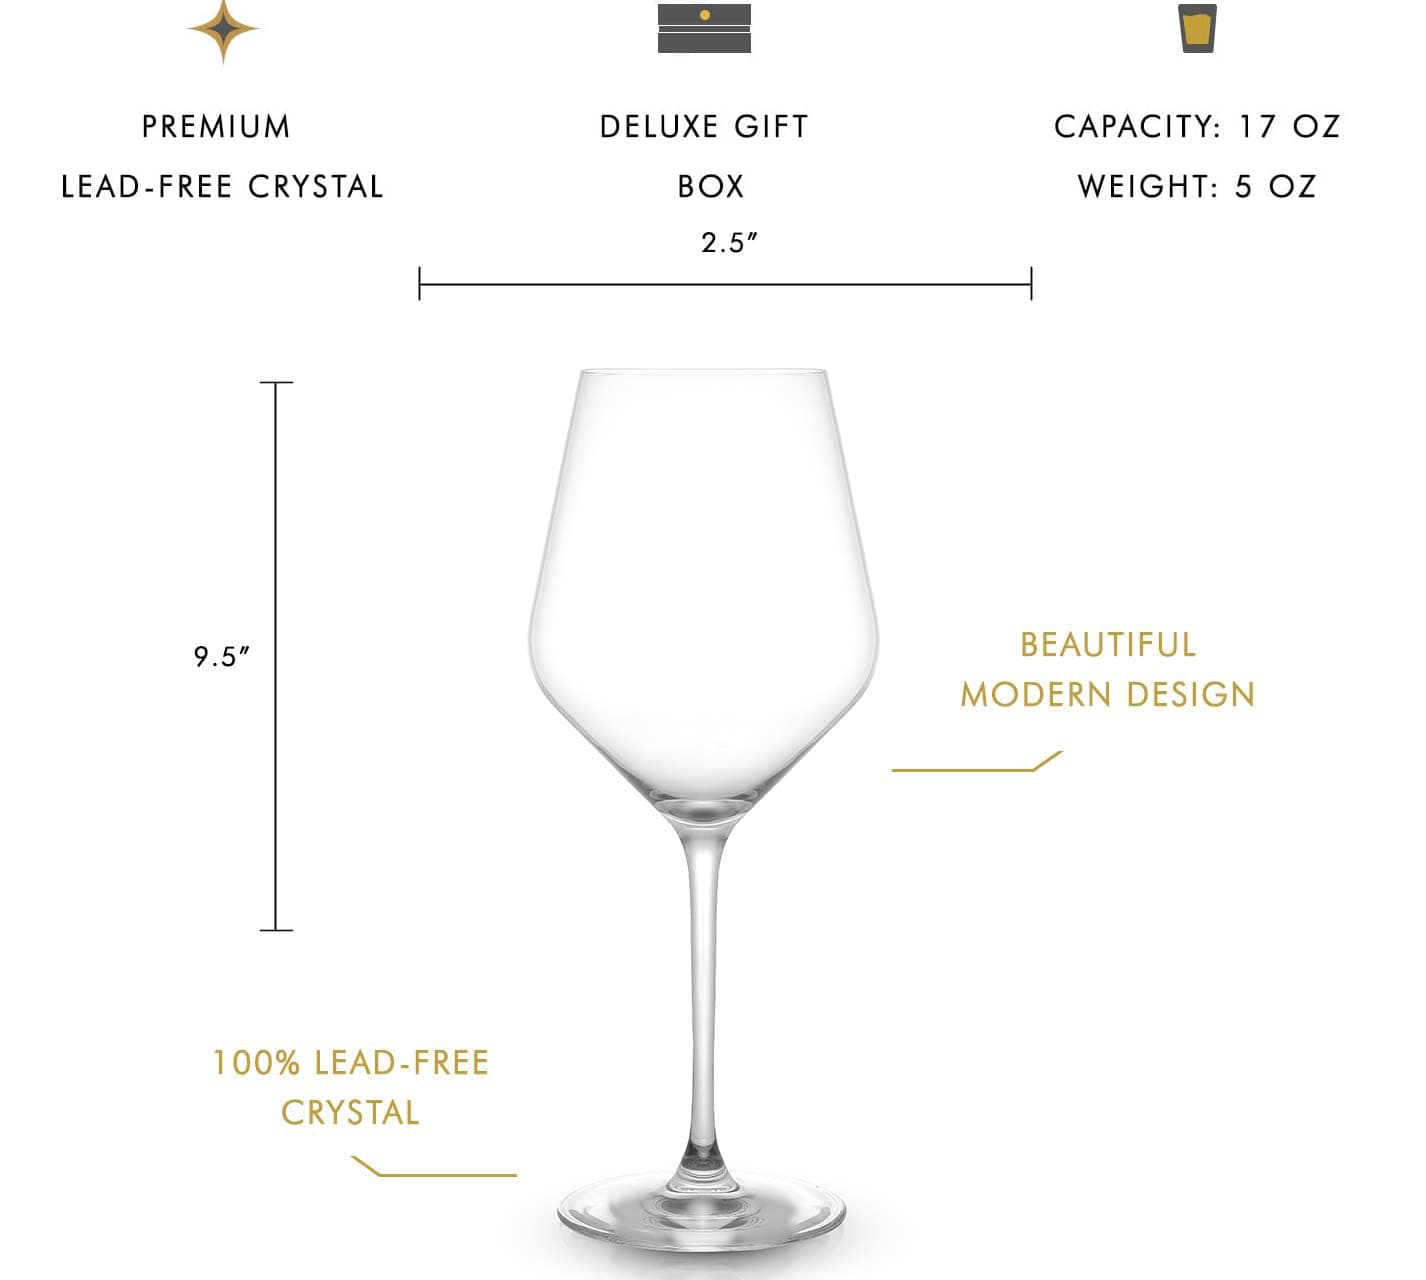 PREMIUM
LEAD-FREE CRYSTAL
DELUXE GIFT
BOX
CAPACITY: 17 OZ
WEIGHT: 5 OZ
2.5"
9.5"
BEAUTIFUL
MODERN DESIGN
100% LEAD-FREE
CRYSTAL